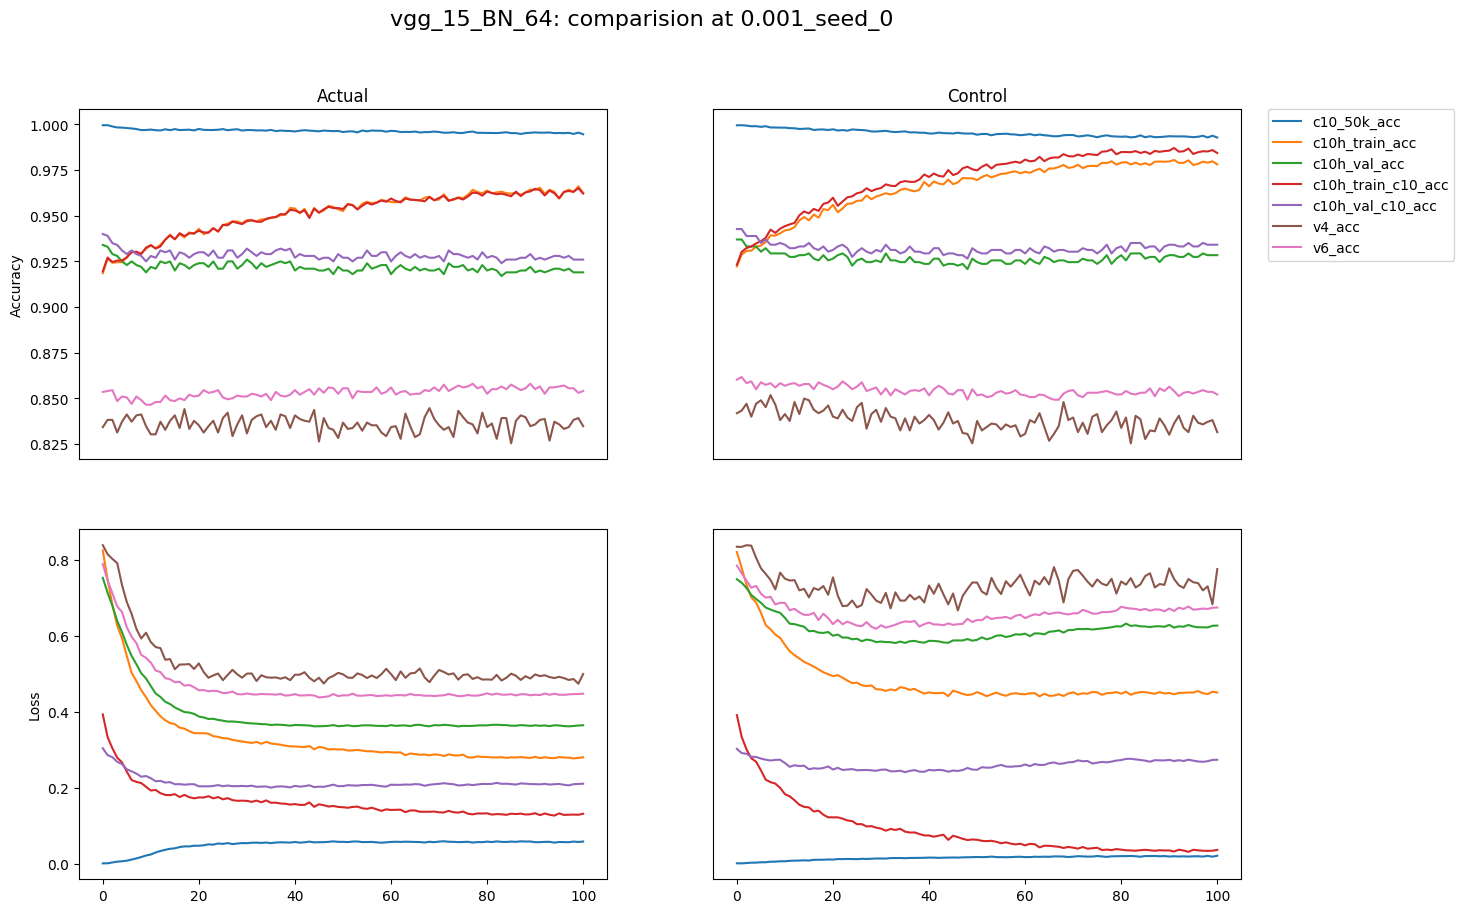 vgg_15_BN_64: comparision at 0.001_seed_0
Actual
Control
Accuracy
1.000
0.975
0.950
0.925
0.900
0.875
0.850
0.825
c10_50k_acc
c10h_train_acc
c10h_val_acc
c10h_train_c10_acc
c10h_val_c10_acc
v4_acc
v6_acc
Loss
0.8
0.6
0.4
0.2
0.0
0 20 40 60 80 100
0 20 40 60 80 100